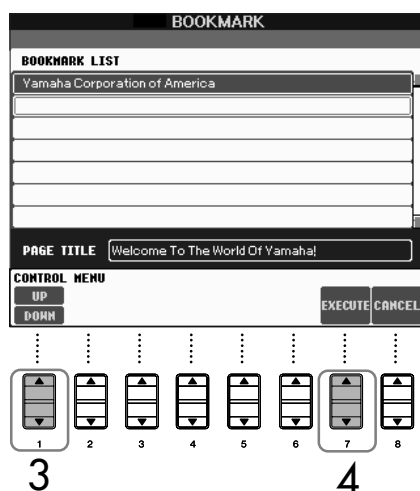 BOOKMARK
BOOKMARK LIST
Yamaha Corporation of America
PAGE TITLE Welcome To The World Of Yamaha!
CONTROL MENU
UP
DOWN
EXECUTE CANCEL
1 2 3 4 5 6 7 8
3 4